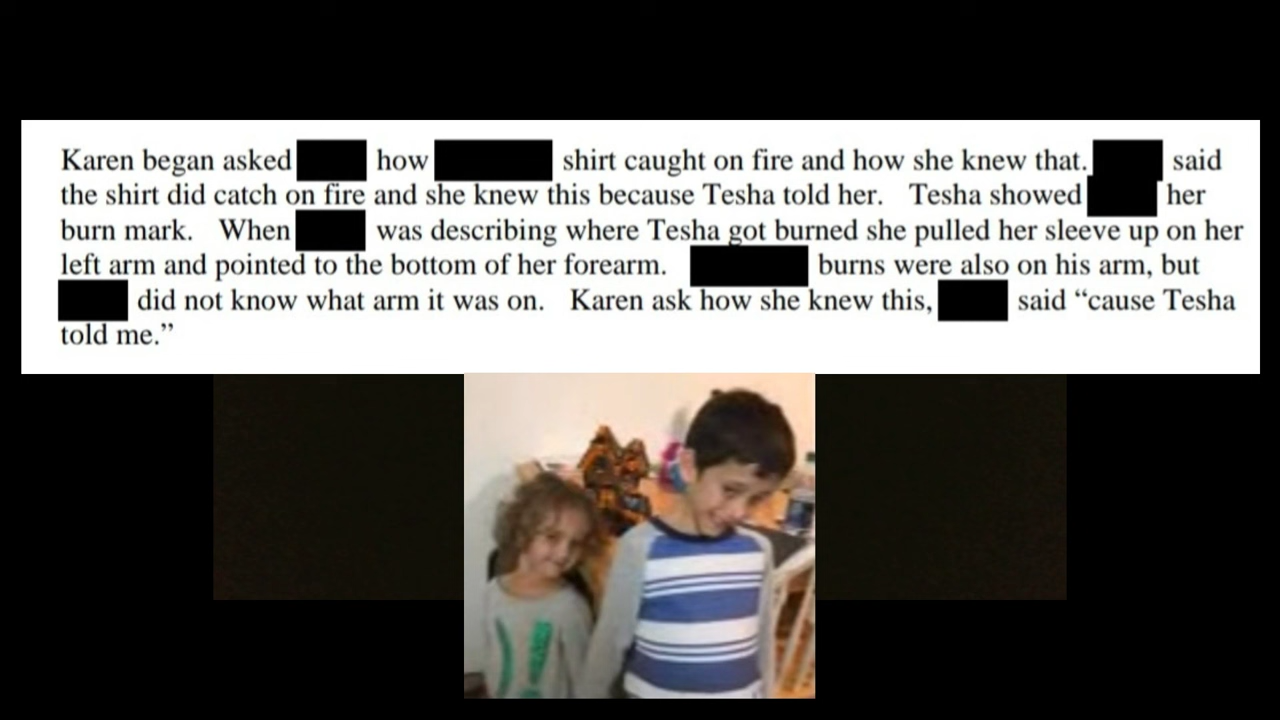 Karen began asked how shirt caught on fire and how she knew that. said
the shirt did catch on fire and she knew this because Tesha told her. Tesha showed her
burn mark. When was describing where Tesha got burned she pulled her sleeve up on her
left arm and pointed to the bottom of her forearm. burns were also on his arm, but
did not know what arm it was on. Karen ask how she knew this, said “cause Tesha
told me.”